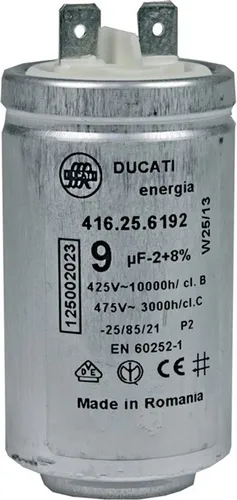 DUCATI
energia
416.25.6192
9 µF-2+8%
425V~10000h/ cl. B
475V~ 3000h/ cl.C
-25/85/21 P2
EN 60252-1
CE
Made in Romania
125002023
W25/13